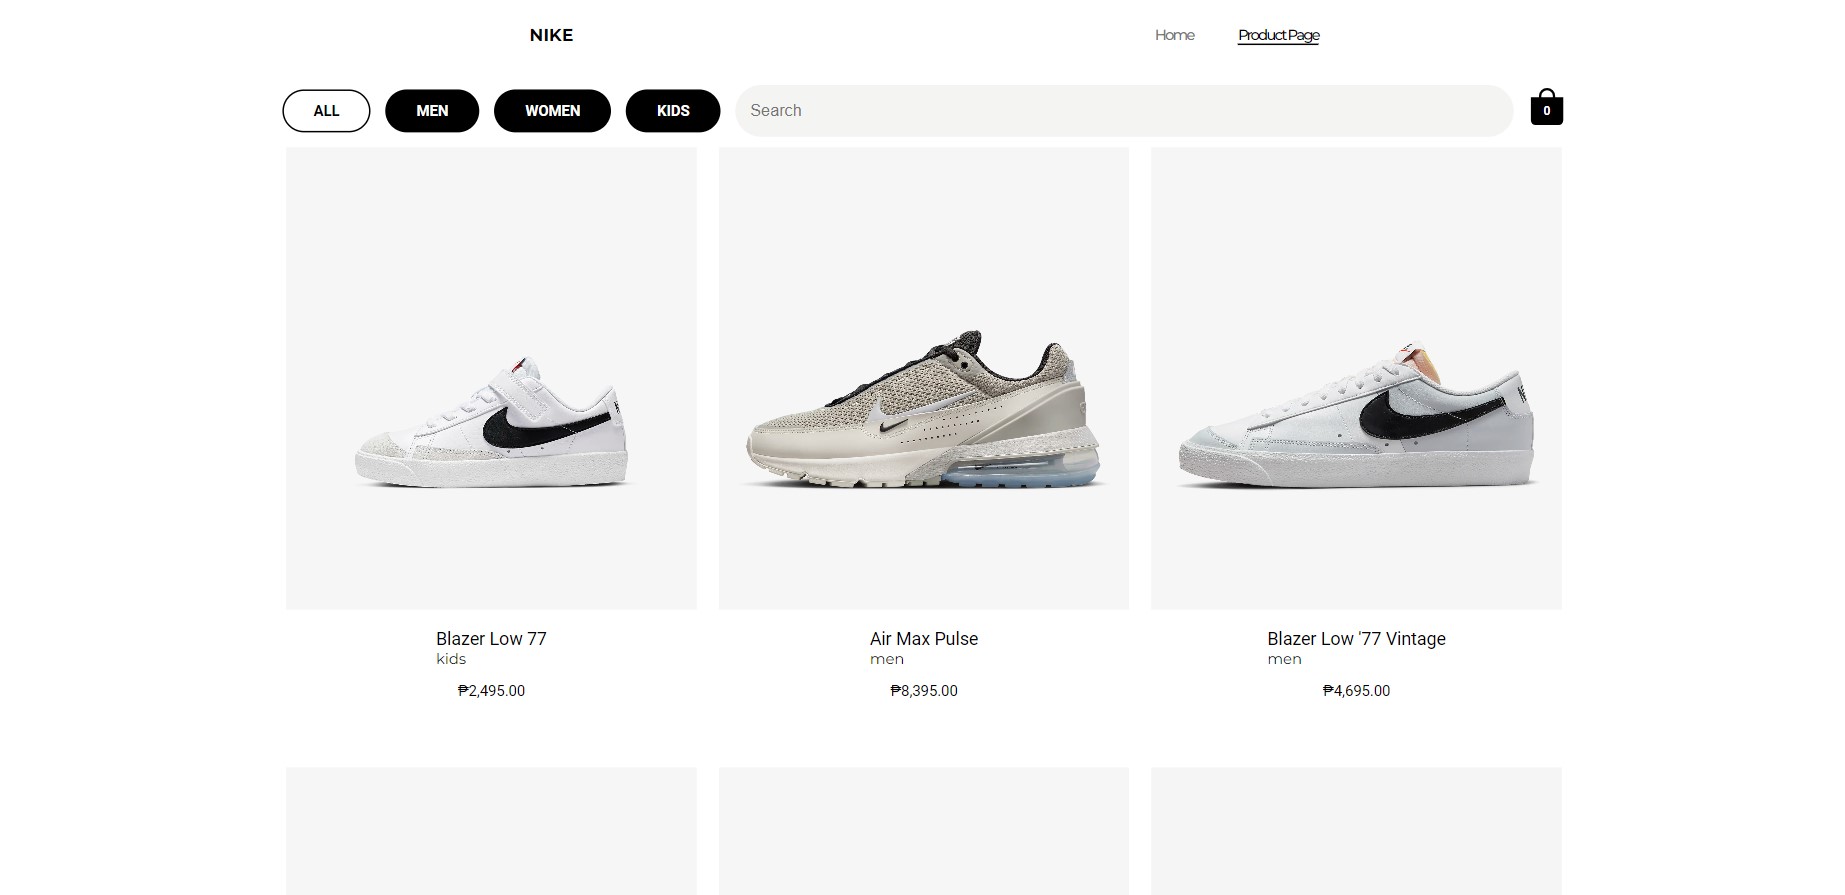 NIKE
Home
Product Page
ALL
MEN
WOMEN
KIDS
Search
0
Blazer Low 77
kids
₱2,495.00
Air Max Pulse
men
₱8,395.00
Blazer Low '77 Vintage
men
₱4,695.00